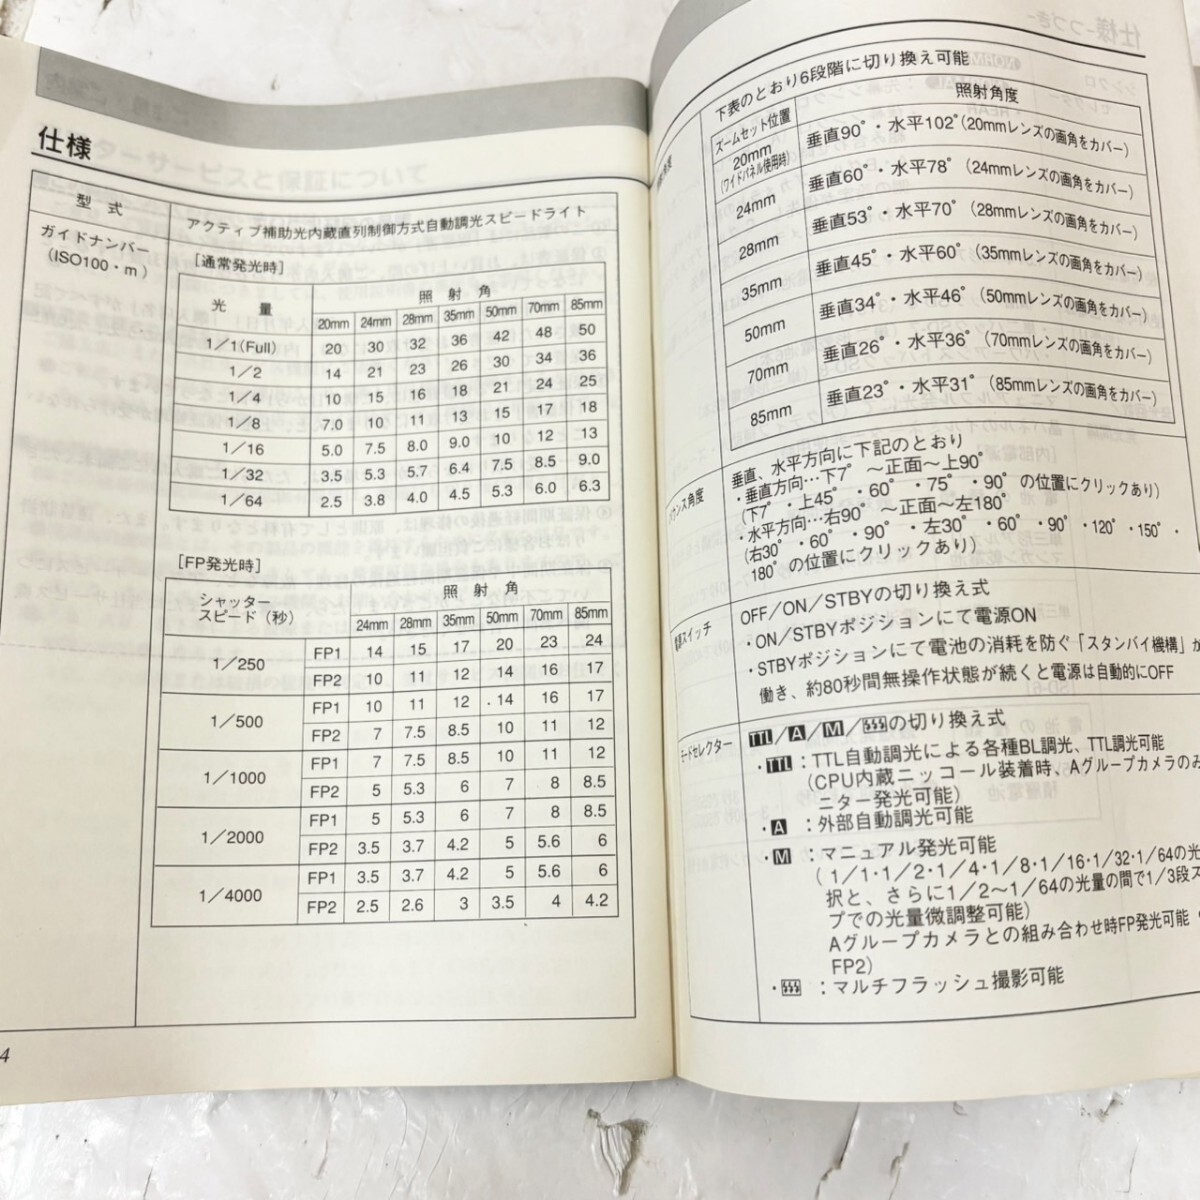 仕様
型 式
アクティブ補助光内蔵直列制御方式自動調光スピードライト
ガイドナンバー
(ISO100・m)
[通常発光時]
光 量 照 射 角
20mm 24mm 28mm 35mm 50mm 70mm 85mm
1/1(Full) 20 30 32 36 42 48 50
1/2 14 21 23 26 30 34 36
1/4 10 15 16 18 21 24 25
1/8 7.0 10 11 13 15 17 18
1/16 5.0 7.5 8.0 9.0 10 12 13
1/32 3.5 5.3 5.7 6.4 7.5 8.5 9.0
1/64 2.5 3.8 4.0 4.5 5.3 6.0 6.3
[FP発光時]
シャッター
スピード(秒)
照 射 角
24mm 28mm 35mm 50mm 70mm 85mm
1/250 FP1 14 15 17 20 23 24
FP2 10 11 12 14 16 17
1/500 FP1 10 11 12 14 16 17
FP2 7 7.5 8.5 10 11 12
1/1000 FP1 7 7.5 8.5 10 11 12
FP2 5 5.3 6 7 8 8.5
1/2000 FP1 5 5.3 6 7 8 8.5
FP2 3.5 3.7 4.2 5 5.6 6
1/4000 FP1 3.5 3.7 4.2 5 5.6 6
FP2 2.5 2.6 3 3.5 4 4.2
4
下表のとおり6段階に切り換え可能
ズームセット位置 照射角度
20mm
(ワイドパネル使用時)
垂直90°・水平102°(20mmレンズの画角をカバー)
24mm 垂直60°・水平78°(24mmレンズの画角をカバー)
28mm 垂直53°・水平70°(28mmレンズの画角をカバー)
35mm 垂直45°・水平60°(35mmレンズの画角をカバー)
50mm 垂直34°・水平46°(50mmレンズの画角をカバー)
70mm 垂直26°・水平36°(70mmレンズの画角をカバー)
85mm 垂直23°・水平31°(85mmレンズの画角をカバー)
ウンス角度
垂直、水平方向に下記のとおり
・垂直方向…下7°〜正面〜上90°
(下7°・上45°・60°・75°・90°の位置にクリックあり)
・水平方向…右90°〜正面〜左180°
(右30°・60°・90°・左30°・60°・90°・120°・150°・
180°の位置にクリックあり)
スイッチ
OFF/ON/STBYの切り換え式
・ON/STBYポジションにて電源ON
・STBYポジションにて電池の消耗を防ぐ「スタンバイ機構」が
働き、約80秒間無操作状態が続くと電源は自動的にOFF
ードセレクター
TTL/A/M/の切り換え式
・TTL:TTL自動調光による各種BL調光、TTL調光可能
(CPU内蔵ニッコール装着時、Aグループカメラのみ
ニター発光可能)
・A:外部自動調光可能
・M:マニュアル発光可能
(1/1・1/2・1/4・1/8・1/16・1/32・1/64の光
択と、さらに1/2〜1/64の光量の間で1/3段ス
プでの光量微調整可能)
Aグループカメラとの組み合わせ時FP発光可能
FP2)
・:マルチフラッシュ撮影可能